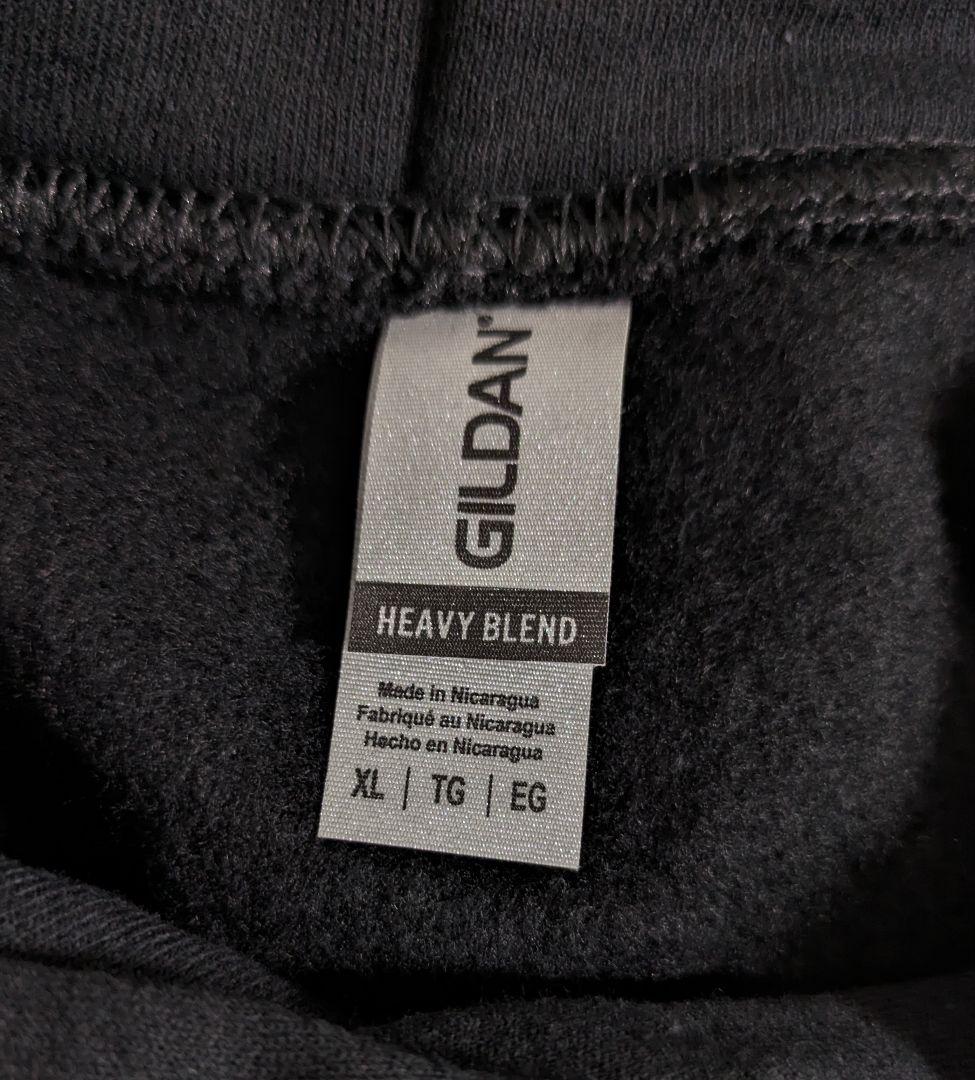 GILDAN
HEAVY BLEND
Made in Nicaragua
Fabriqué au Nicaragua
Hecho en Nicaragua
XL | TG | EG